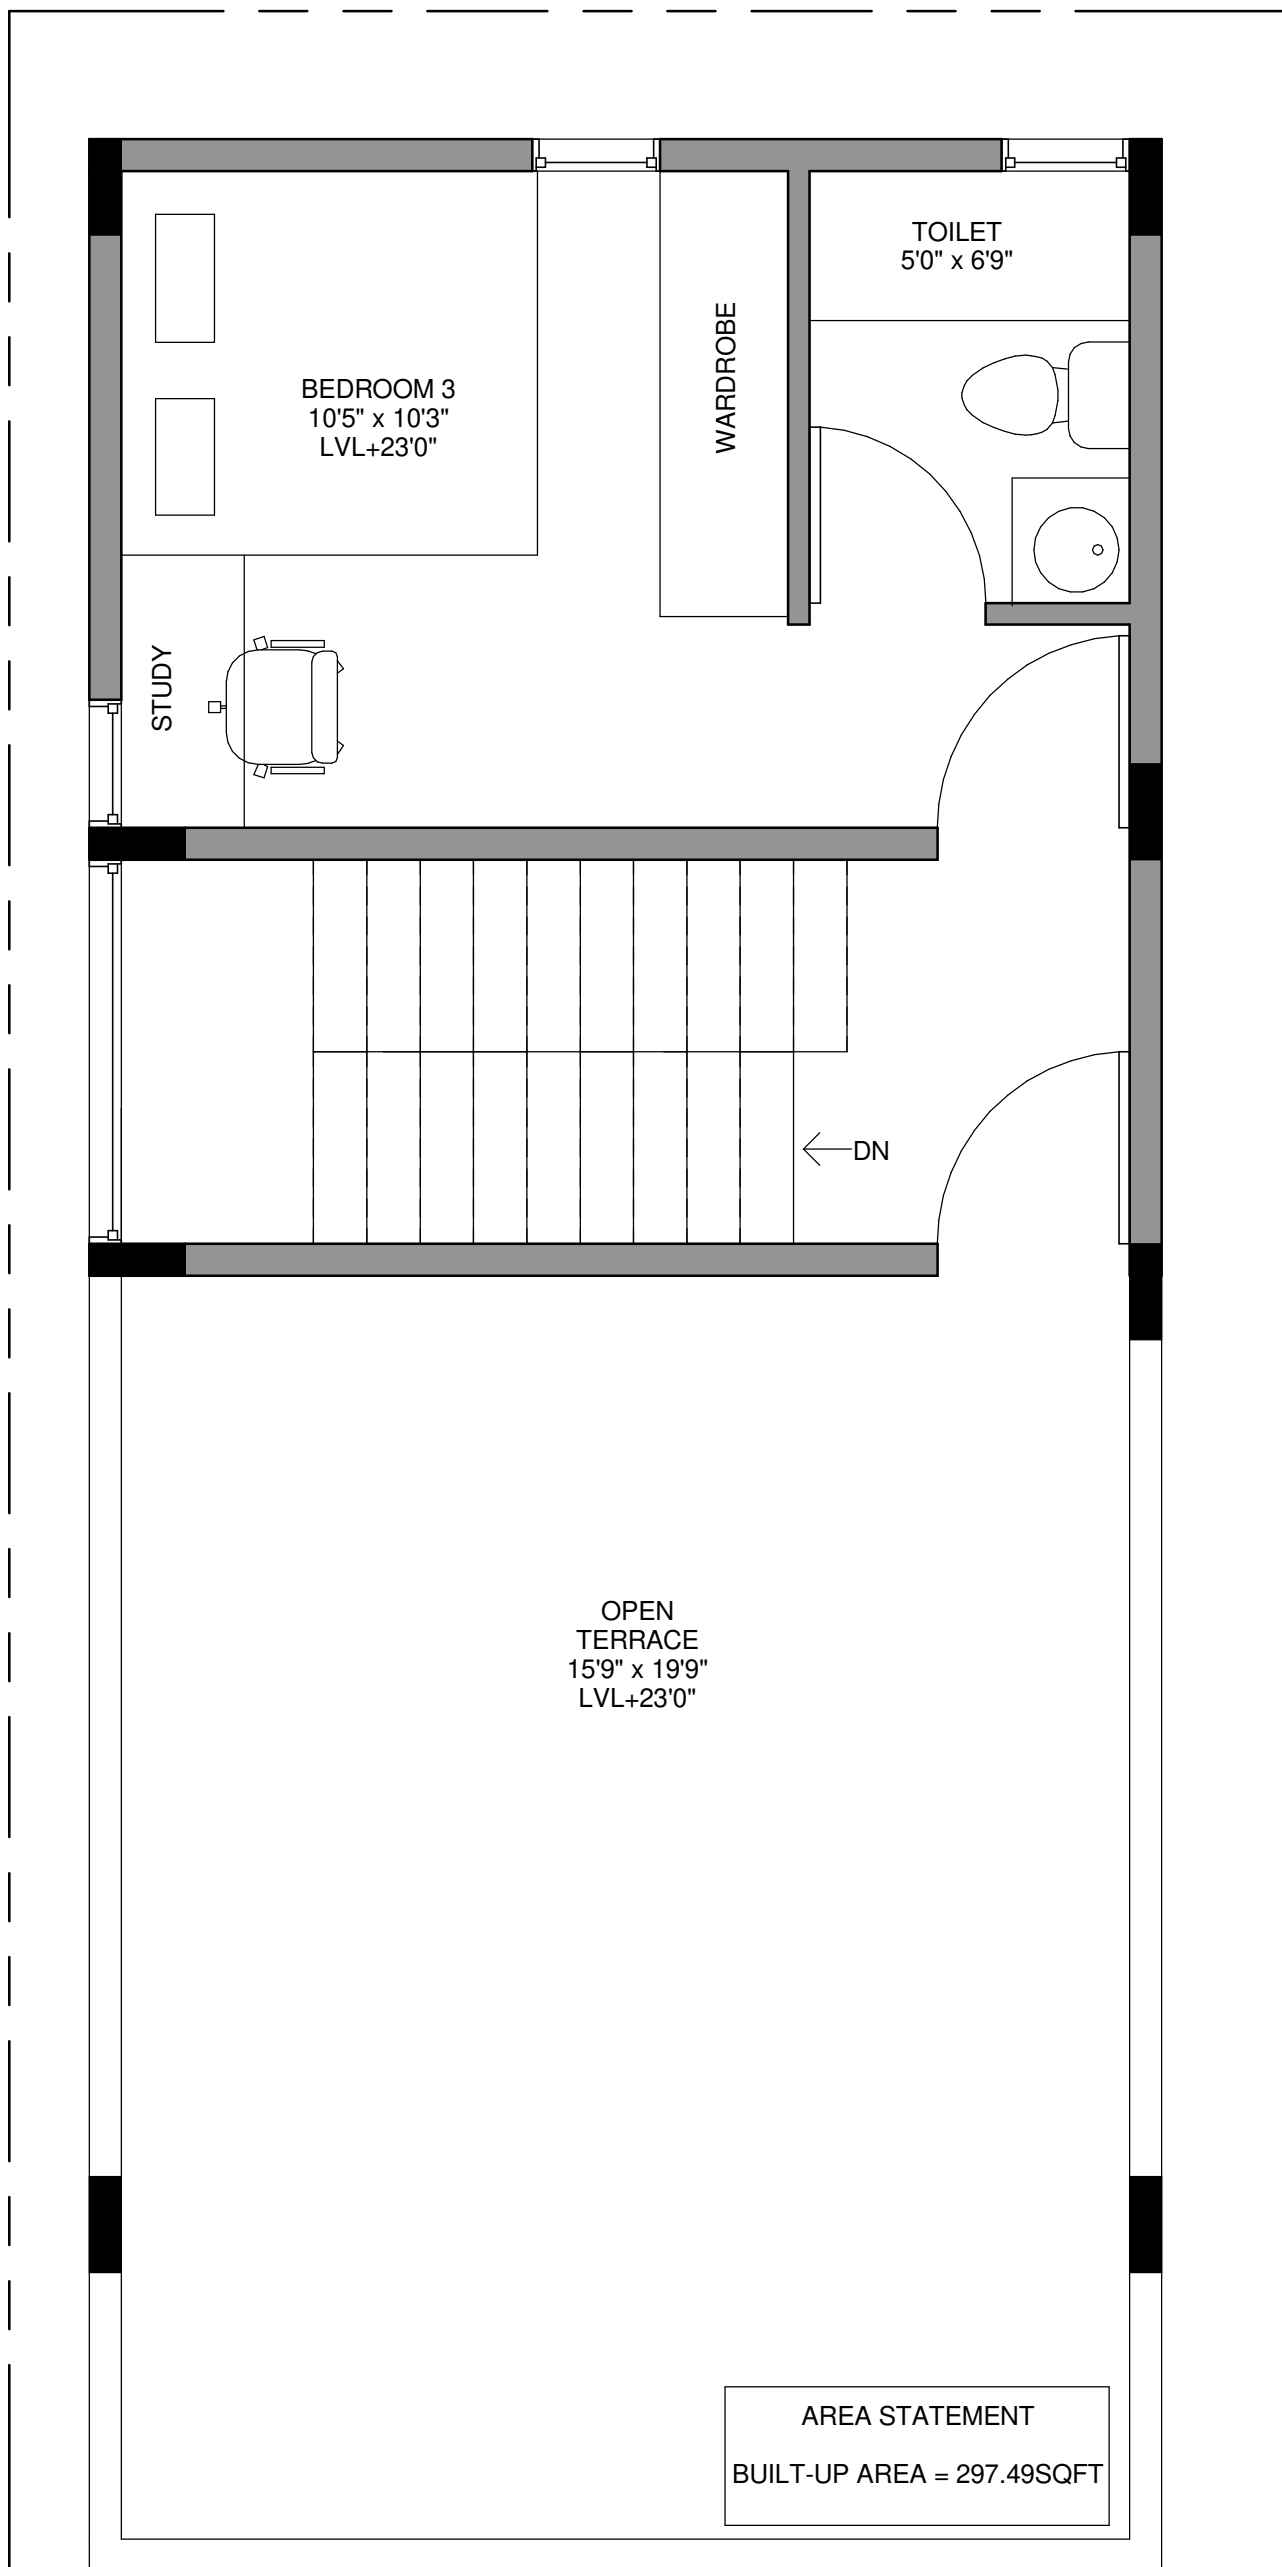 TOILET
5'0" x 6'9"
WARDROBE
BEDROOM 3
10'5" x 10'3"
LVL+23'0"
STUDY
DN
OPEN
TERRACE
15'9" x 19'9"
LVL+23'0"
AREA STATEMENT
BUILT-UP AREA = 297.49SQFT